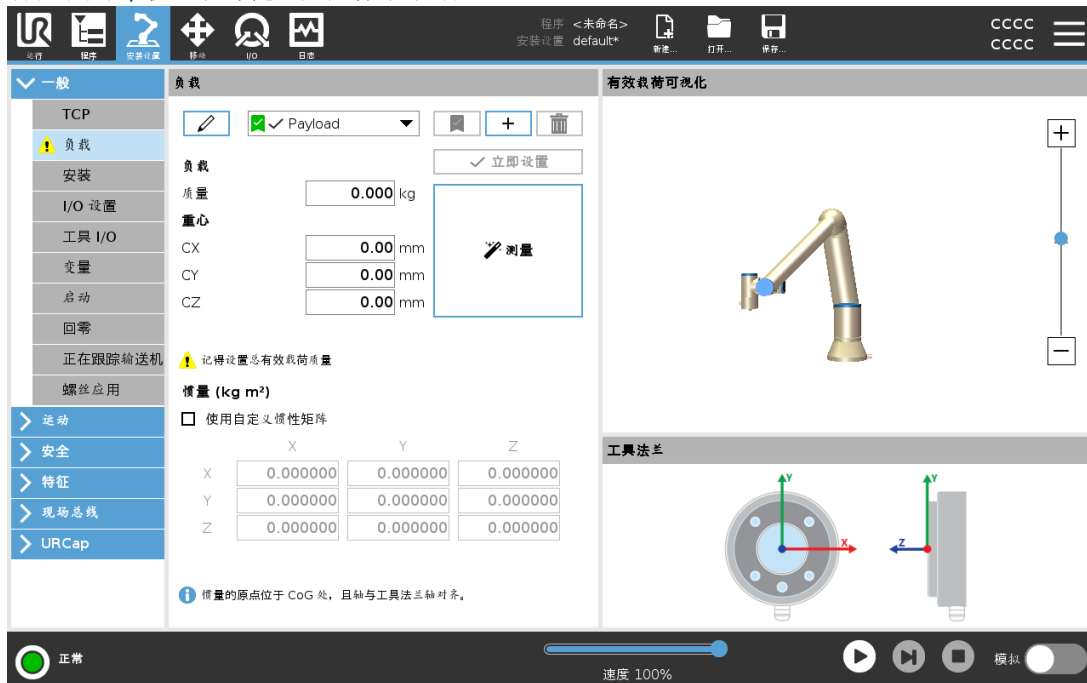 UR
运行
程序
安装设置
移动
I/O
日志
程序 <未命名>
安装设置 default*
新建...
打开...
保存...
CCCC
CCCC
一般
TCP
负载
安装
I/O 设置
工具 I/O
变量
启动
回零
正在跟踪输送机
螺丝应用
运动
安全
特征
现场总线
URCap
负载
Payload
立即设置
负载
质量 0.000 kg
重心
CX 0.00 mm
CY 0.00 mm
CZ 0.00 mm
测量
记得设置总有效载荷质量
惯量 (kg m²)
使用自定义惯性矩阵
X Y Z
X 0.000000 0.000000 0.000000
Y 0.000000 0.000000 0.000000
Z 0.000000 0.000000 0.000000
惯量的原点位于 CoG 处，且轴与工具法兰轴对齐。
有效载荷可视化
工具法兰
Y
X
Y
Z
正常
速度 100%
模拟